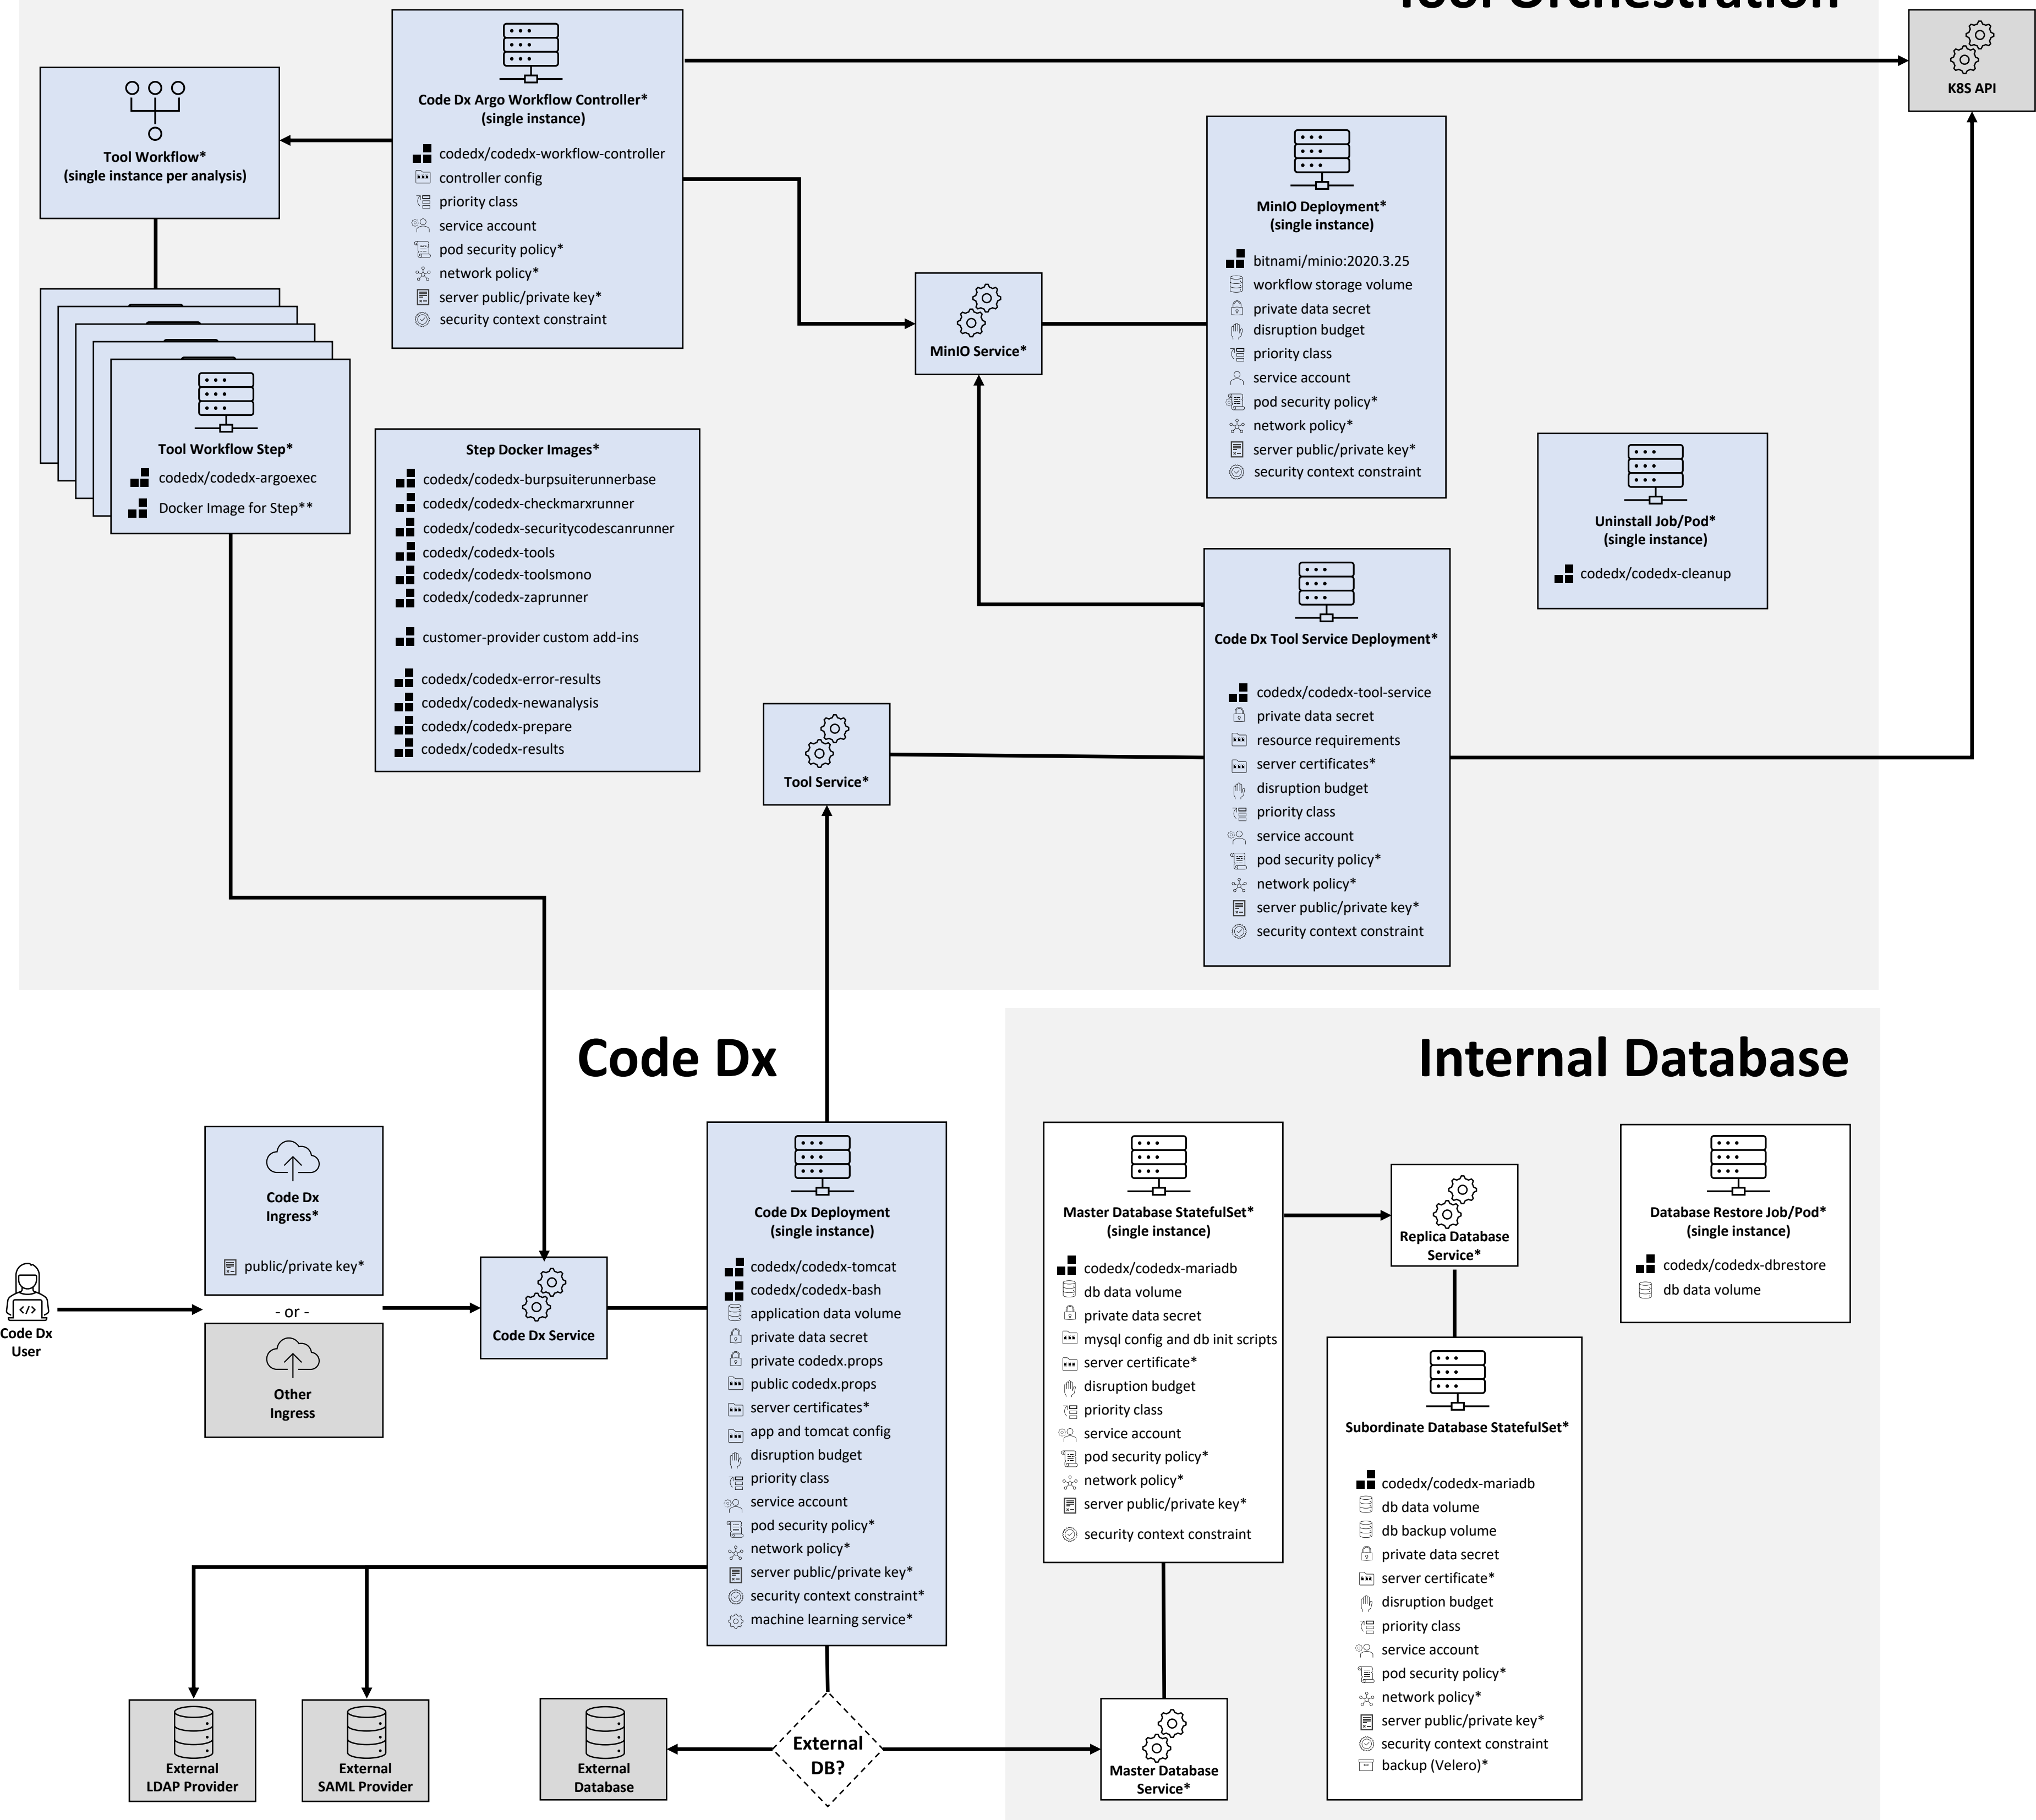 Tool Orchestration
Code Dx Argo Workflow Controller*
(single instance)
codedx/codedx-workflow-controller
controller config
priority class
service account
pod security policy*
network policy*
server public/private key*
security context constraint
K8S API
Tool Workflow*
(single instance per analysis)
MinIO Deployment*
(single instance)
bitnami/minio:2020.3.25
workflow storage volume
private data secret
disruption budget
priority class
service account
pod security policy*
network policy*
server public/private key*
security context constraint
MinIO Service*
Tool Workflow Step*
codedx/codedx-argoexec
Docker Image for Step**
Step Docker Images*
codedx/codedx-burpsuiterunnerbase
codedx/codedx-checkmarxrunner
codedx/codedx-securitycodescanrunner
codedx/codedx-tools
codedx/codedx-toolsmono
codedx/codedx-zaprunner
customer-provider custom add-ins
codedx/codedx-error-results
codedx/codedx-newanalysis
codedx/codedx-prepare
codedx/codedx-results
Uninstall Job/Pod*
(single instance)
codedx/codedx-cleanup
Code Dx Tool Service Deployment*
codedx/codedx-tool-service
private data secret
resource requirements
server certificates*
disruption budget
priority class
service account
pod security policy*
network policy*
server public/private key*
security context constraint
Tool Service*
Code Dx
Internal Database
Code Dx
Ingress*
public/private key*
- or -
Other
Ingress
Code Dx
User
Code Dx Service
Code Dx Deployment
(single instance)
codedx/codedx-tomcat
codedx/codedx-bash
application data volume
private data secret
private codedx.props
public codedx.props
server certificates*
app and tomcat config
disruption budget
priority class
service account
pod security policy*
network policy*
server public/private key*
security context constraint*
machine learning service*
Master Database StatefulSet*
(single instance)
codedx/codedx-mariadb
db data volume
private data secret
mysql config and db init scripts
server certificate*
disruption budget
priority class
service account
pod security policy*
network policy*
server public/private key*
security context constraint
Replica Database
Service*
Database Restore Job/Pod*
(single instance)
codedx/codedx-dbrestore
db data volume
Subordinate Database StatefulSet*
codedx/codedx-mariadb
db data volume
db backup volume
private data secret
server certificate*
disruption budget
priority class
service account
pod security policy*
network policy*
server public/private key*
security context constraint
backup (Velero)*
External
LDAP Provider
External
SAML Provider
External
Database
External
DB?
Master Database
Service*